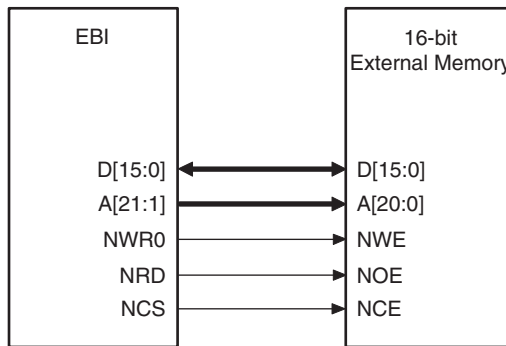 EBI
16-bit
External Memory
D[15:0] D[15:0]
A[21:1] A[20:0]
NWR0 NWE
NRD NOE
NCS NCE